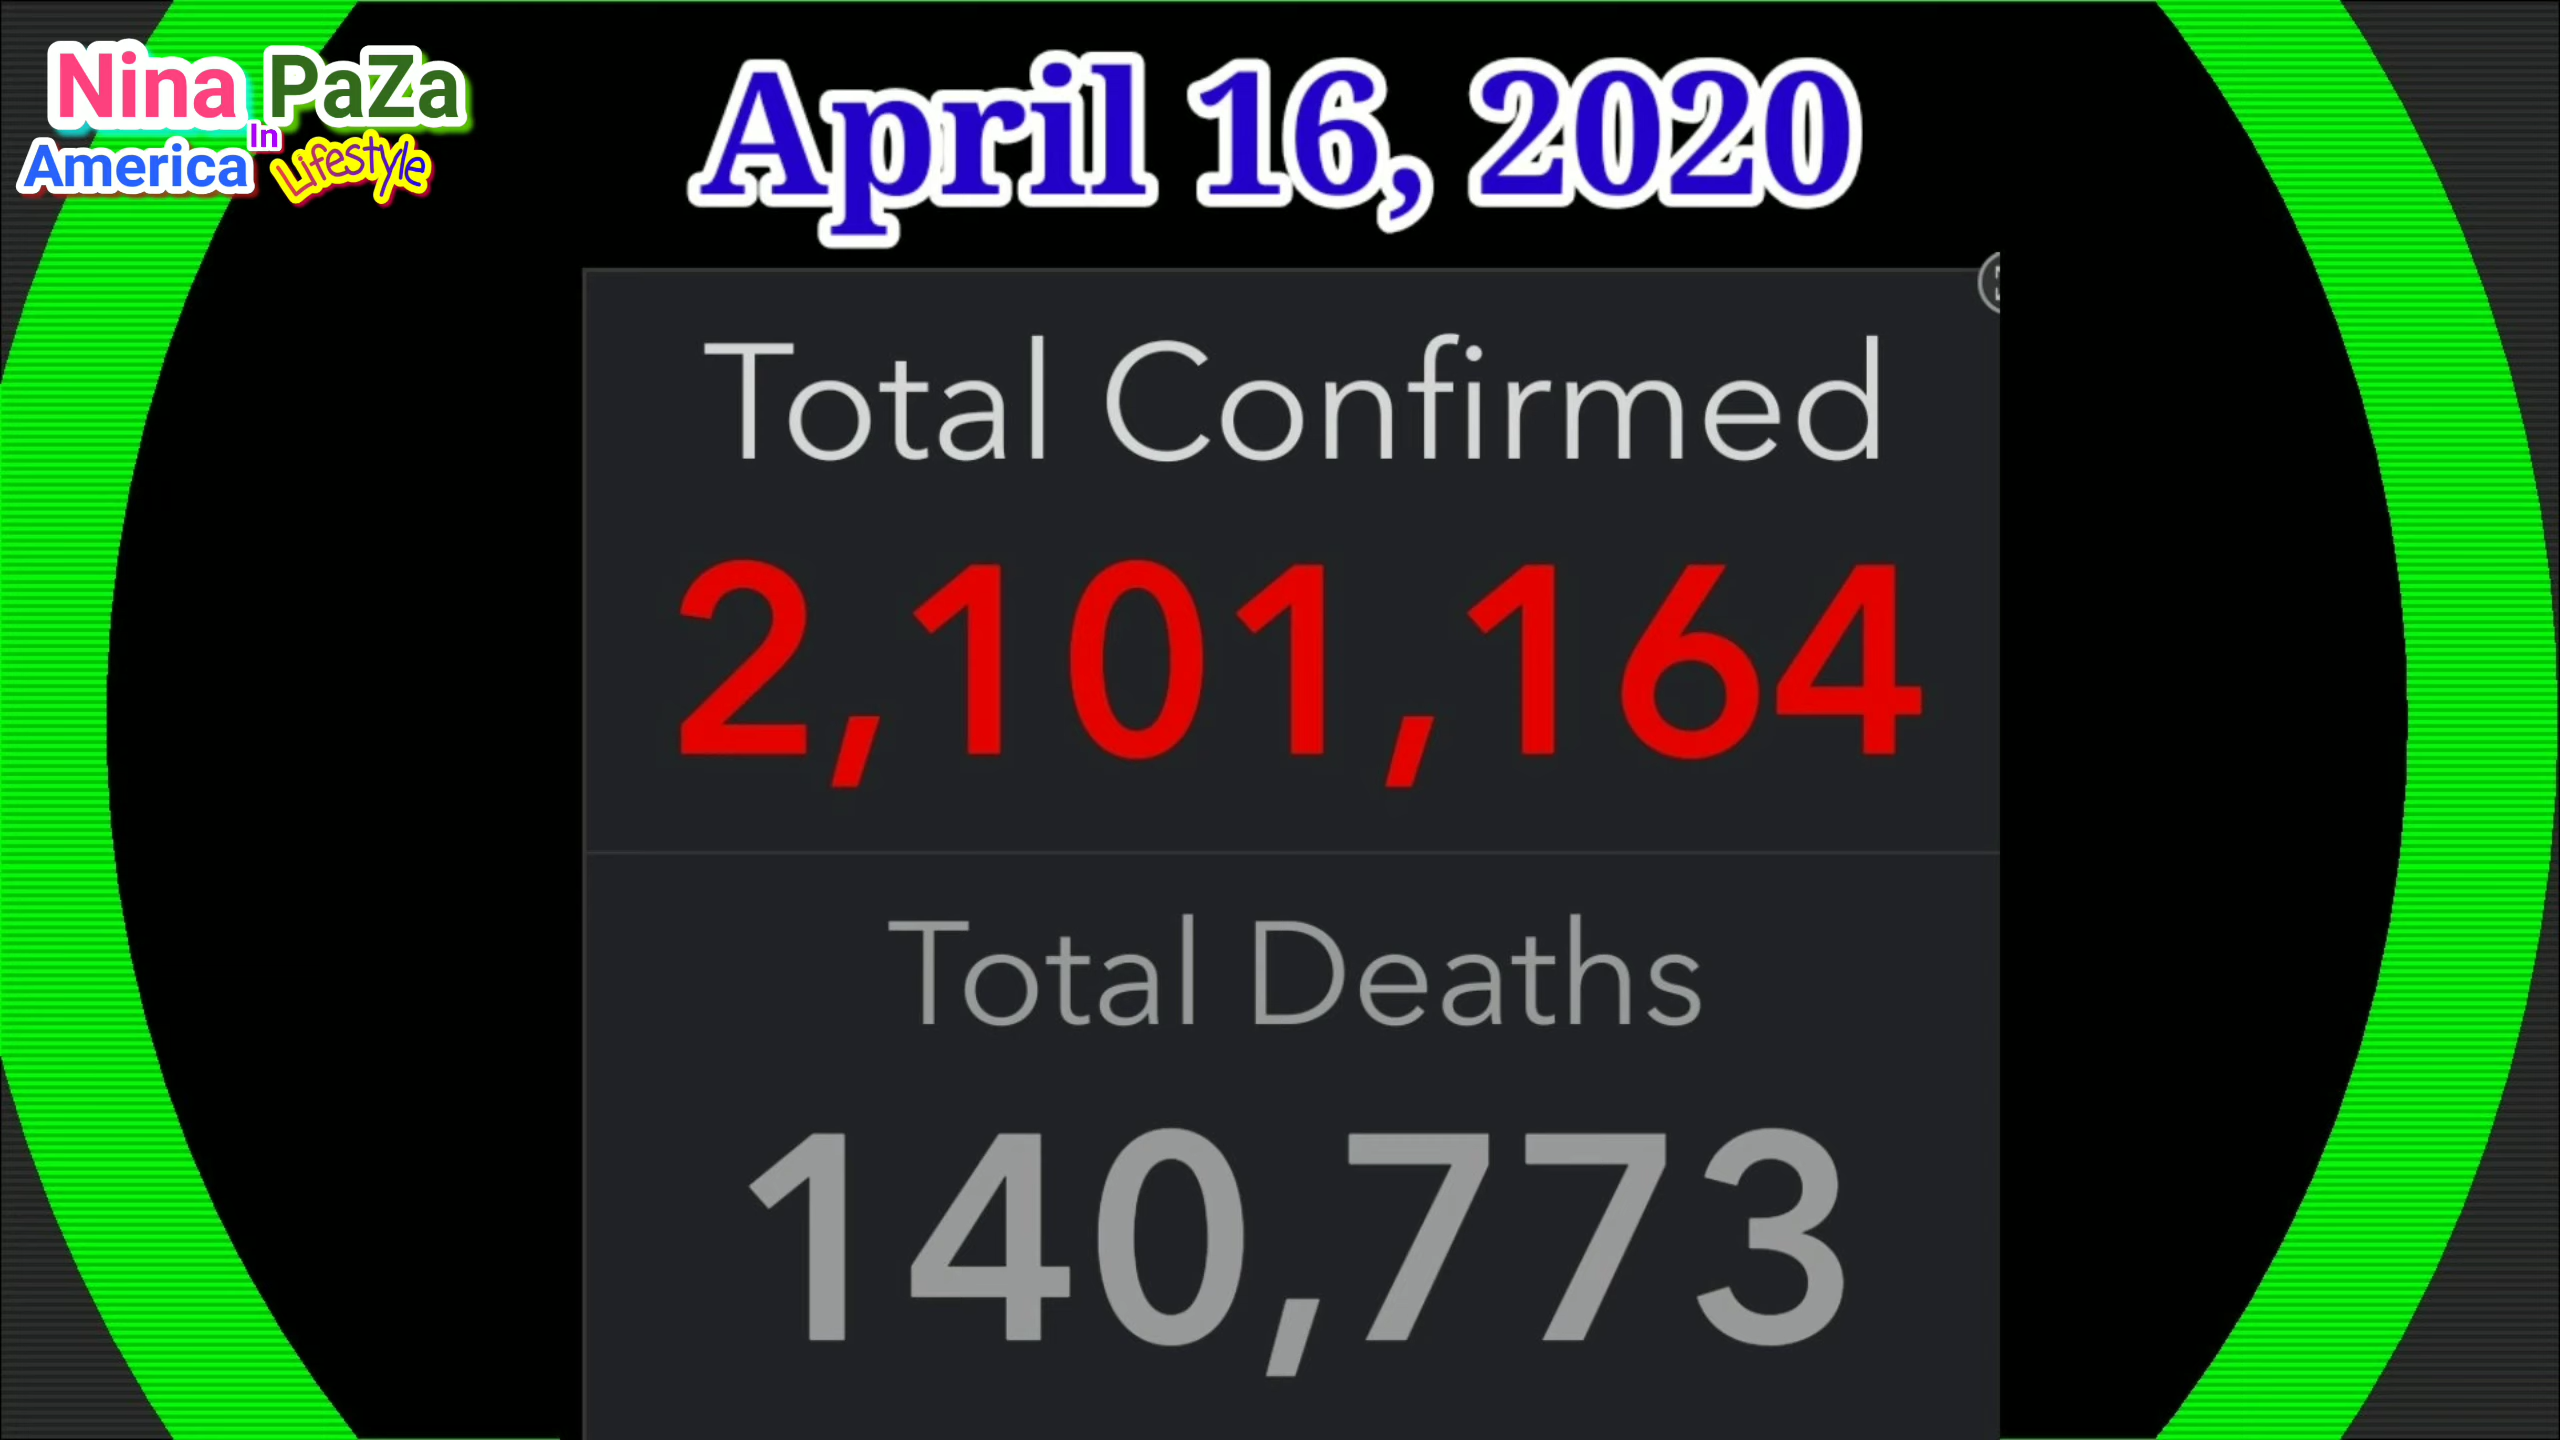 Nina PaZa
In
America Lifestyle
April 16, 2020
Total Confirmed
2,101,164
Total Deaths
140,773